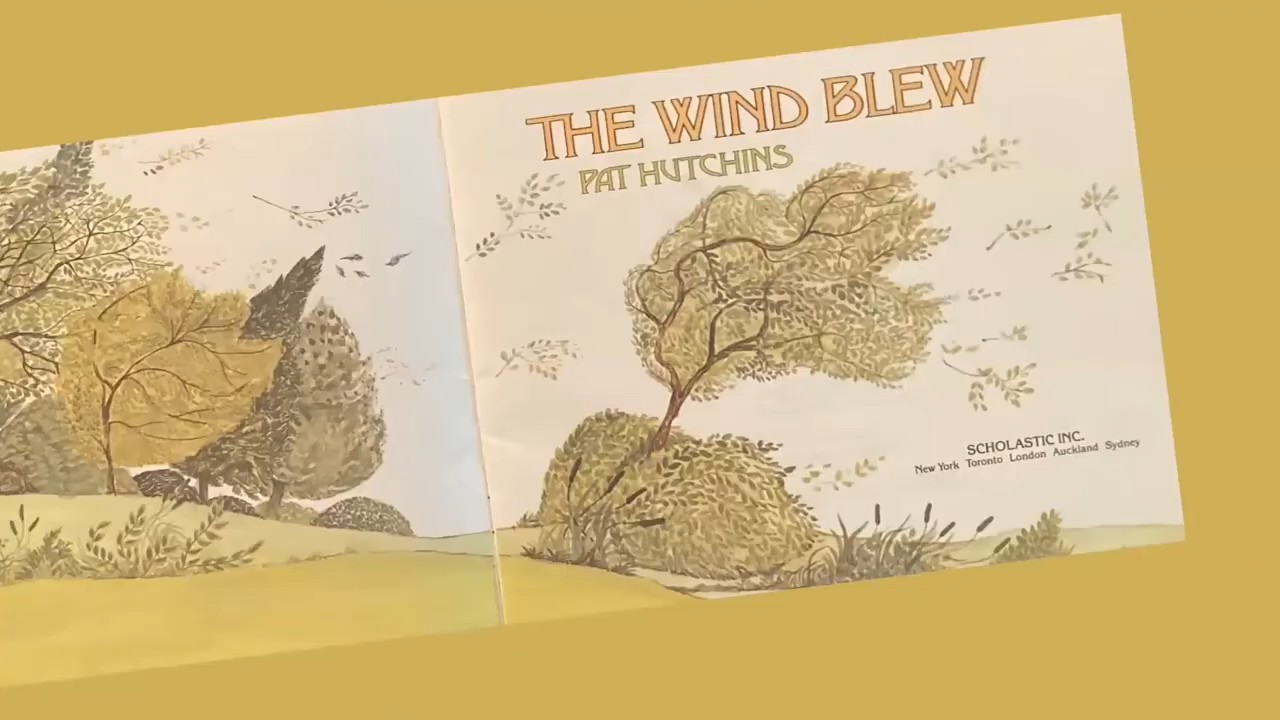 THE WIND BLEW
PAT HUTCHINS
SCHOLASTIC INC.
New York Toronto London Auckland Sydney